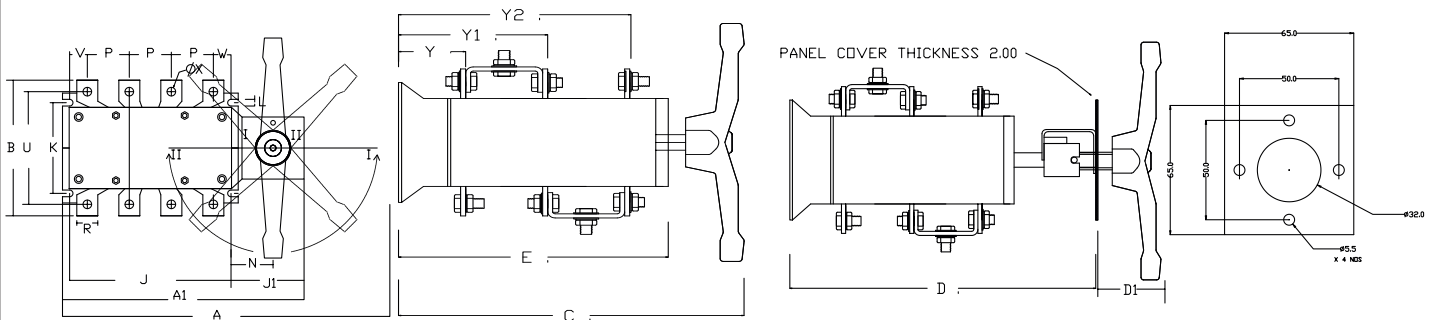 V P P P W
ØX
L
I II
B U K
II I
R
N
J J1
A1
A
Y2
Y1
Y
E
C
PANEL COVER THICKNESS 2.00
D
D1
65.0
50.0
65.0
50.0
ø32.0
ø5.5
X 4 NOS